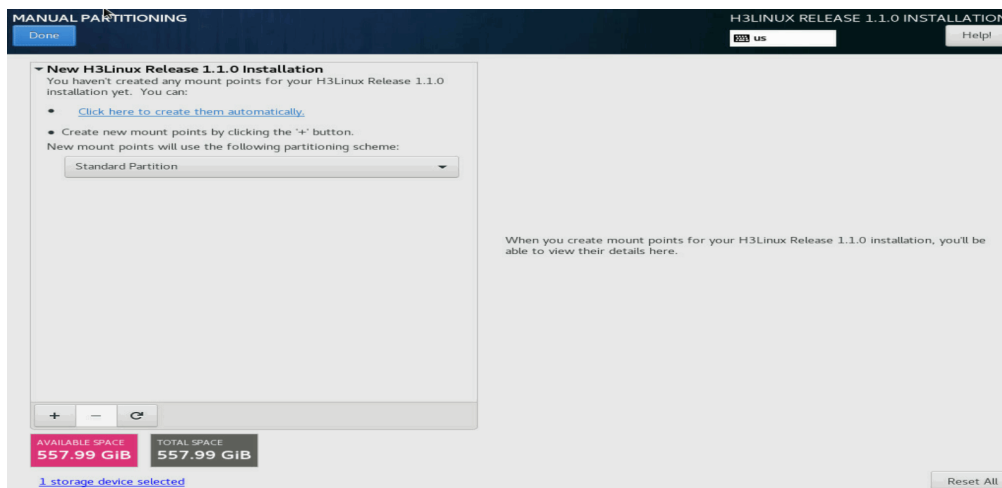 MANUAL PARTITIONING
H3LINUX RELEASE 1.1.0 INSTALLATION
Done
us
Help!
New H3Linux Release 1.1.0 Installation
You haven't created any mount points for your H3Linux Release 1.1.0
installation yet. You can:
• Click here to create them automatically.
• Create new mount points by clicking the '+' button.
New mount points will use the following partitioning scheme:
Standard Partition
When you create mount points for your H3Linux Release 1.1.0 installation, you'll be
able to view their details here.
+ −
AVAILABLE SPACE
557.99 GiB
TOTAL SPACE
557.99 GiB
1 storage device selected
Reset All